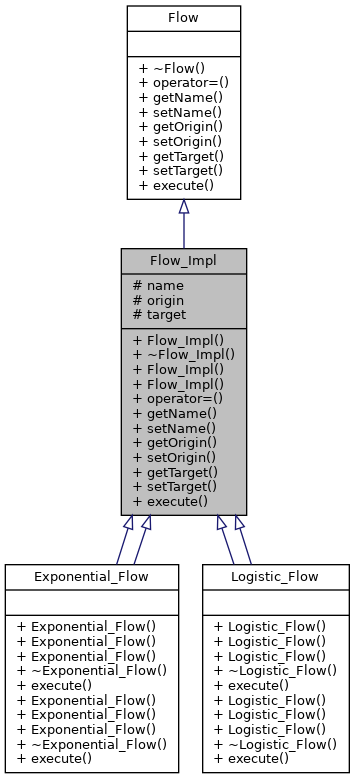 Flow
+ ~Flow()
+ operator=()
+ getName()
+ setName()
+ getOrigin()
+ setOrigin()
+ getTarget()
+ setTarget()
+ execute()
Flow_Impl
# name
# origin
# target
+ Flow_Impl()
+ ~Flow_Impl()
+ Flow_Impl()
+ Flow_Impl()
+ operator=()
+ getName()
+ setName()
+ getOrigin()
+ setOrigin()
+ getTarget()
+ setTarget()
+ execute()
Exponential_Flow
+ Exponential_Flow()
+ Exponential_Flow()
+ Exponential_Flow()
+ ~Exponential_Flow()
+ execute()
+ Exponential_Flow()
+ Exponential_Flow()
+ Exponential_Flow()
+ ~Exponential_Flow()
+ execute()
Logistic_Flow
+ Logistic_Flow()
+ Logistic_Flow()
+ Logistic_Flow()
+ ~Logistic_Flow()
+ execute()
+ Logistic_Flow()
+ Logistic_Flow()
+ Logistic_Flow()
+ ~Logistic_Flow()
+ execute()